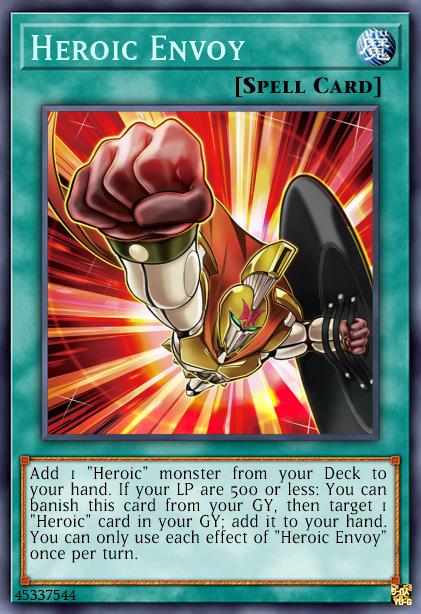 Heroic Envoy
魔
[Spell Card]
Add 1 "Heroic" monster from your Deck to
your hand. If your LP are 500 or less: You can
banish this card from your GY, then target 1
"Heroic" card in your GY; add it to your hand.
You can only use each effect of "Heroic Envoy"
once per turn.
45337544